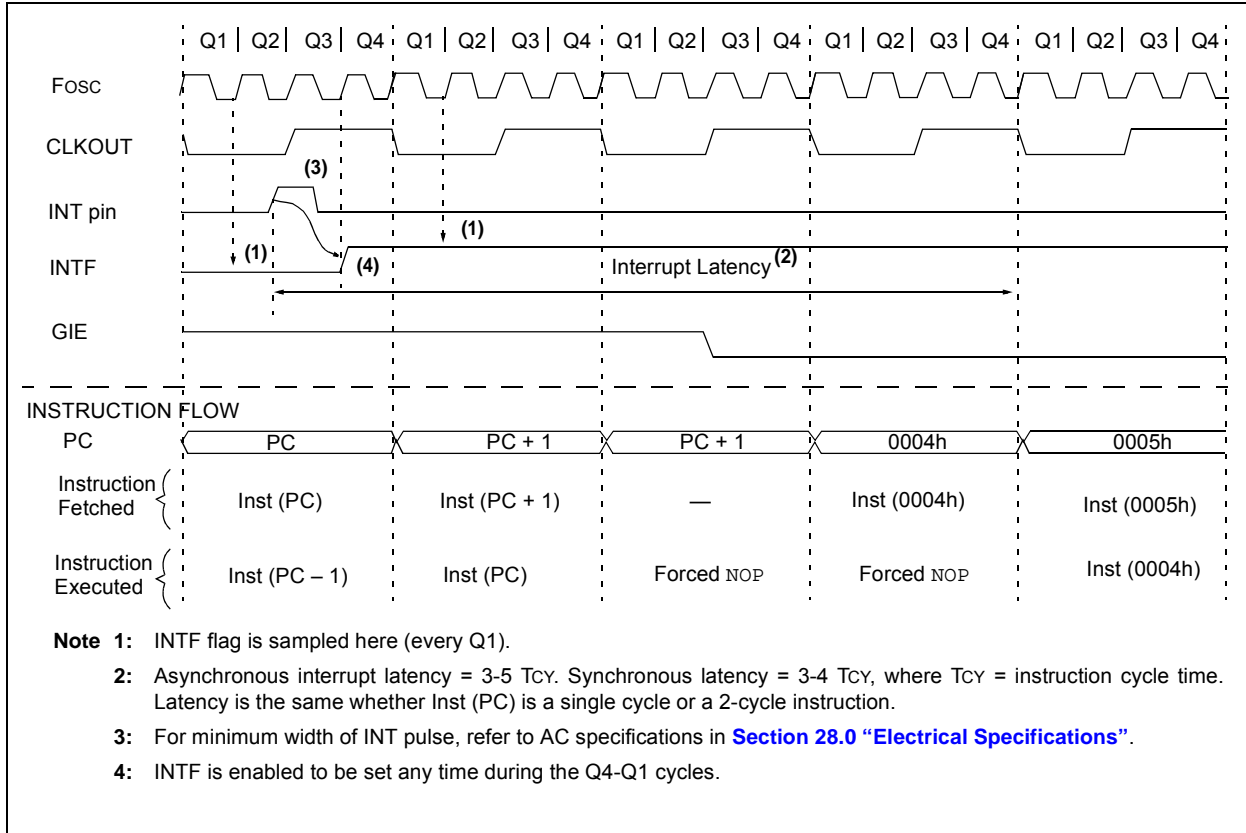 Q1 Q2 Q3 Q4 Q1 Q2 Q3 Q4 Q1 Q2 Q3 Q4 Q1 Q2 Q3 Q4 Q1 Q2 Q3 Q4
FOSC
CLKOUT
(3)
INT pin
(1) (1)
INTF (4) Interrupt Latency (2)
GIE
INSTRUCTION FLOW
PC PC PC + 1 PC + 1 0004h 0005h
Instruction
Fetched Inst (PC) Inst (PC + 1) — Inst (0004h) Inst (0005h)
Instruction
Executed Inst (PC – 1) Inst (PC) Forced NOP Forced NOP Inst (0004h)
Note 1: INTF flag is sampled here (every Q1).
2: Asynchronous interrupt latency = 3-5 TCY. Synchronous latency = 3-4 TCY, where TCY = instruction cycle time.
Latency is the same whether Inst (PC) is a single cycle or a 2-cycle instruction.
3: For minimum width of INT pulse, refer to AC specifications in Section 28.0 “Electrical Specifications”.
4: INTF is enabled to be set any time during the Q4-Q1 cycles.